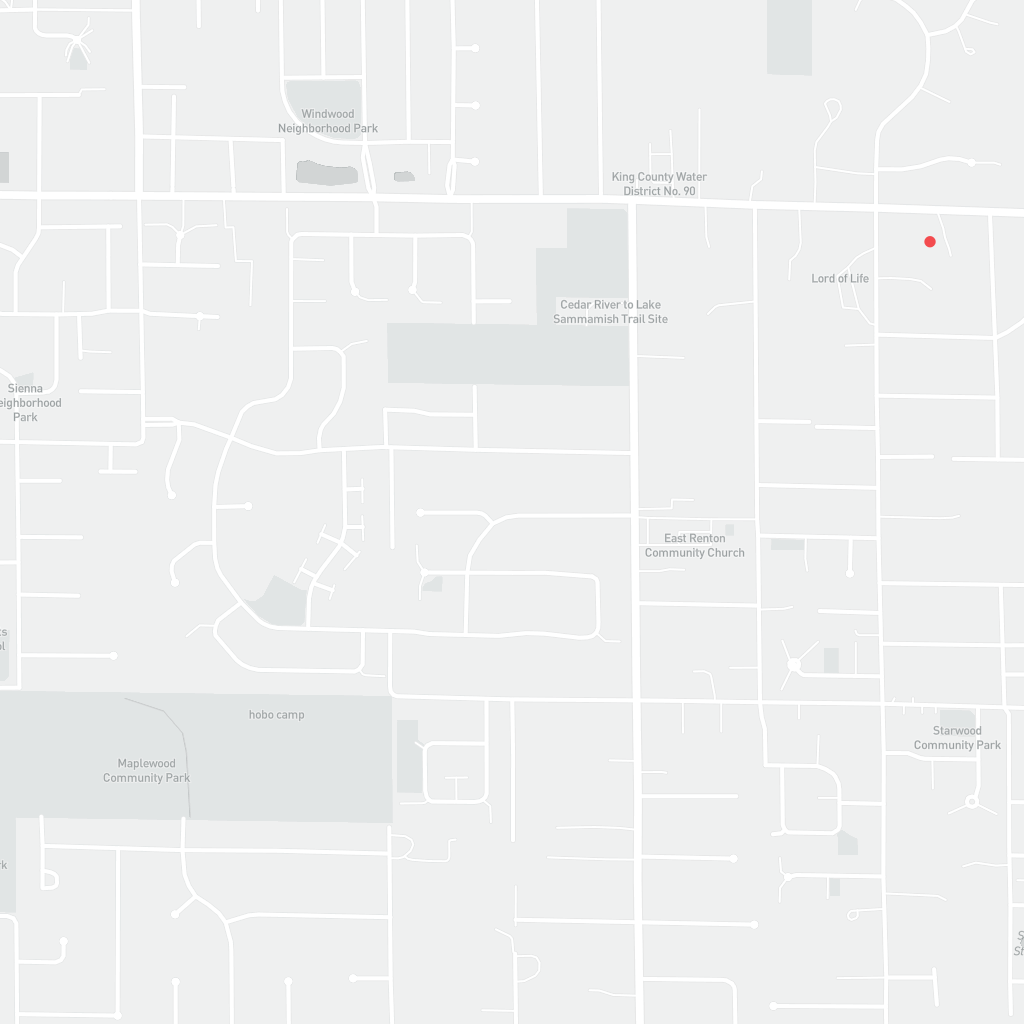 Windwood
Neighborhood Park
King County Water
District No. 90
Lord of Life
Cedar River to Lake
Sammamish Trail Site
Sienna
eighborhood
Park
East Renton
Community Church
hobo camp
Starwood
Community Park
Maplewood
Community Park